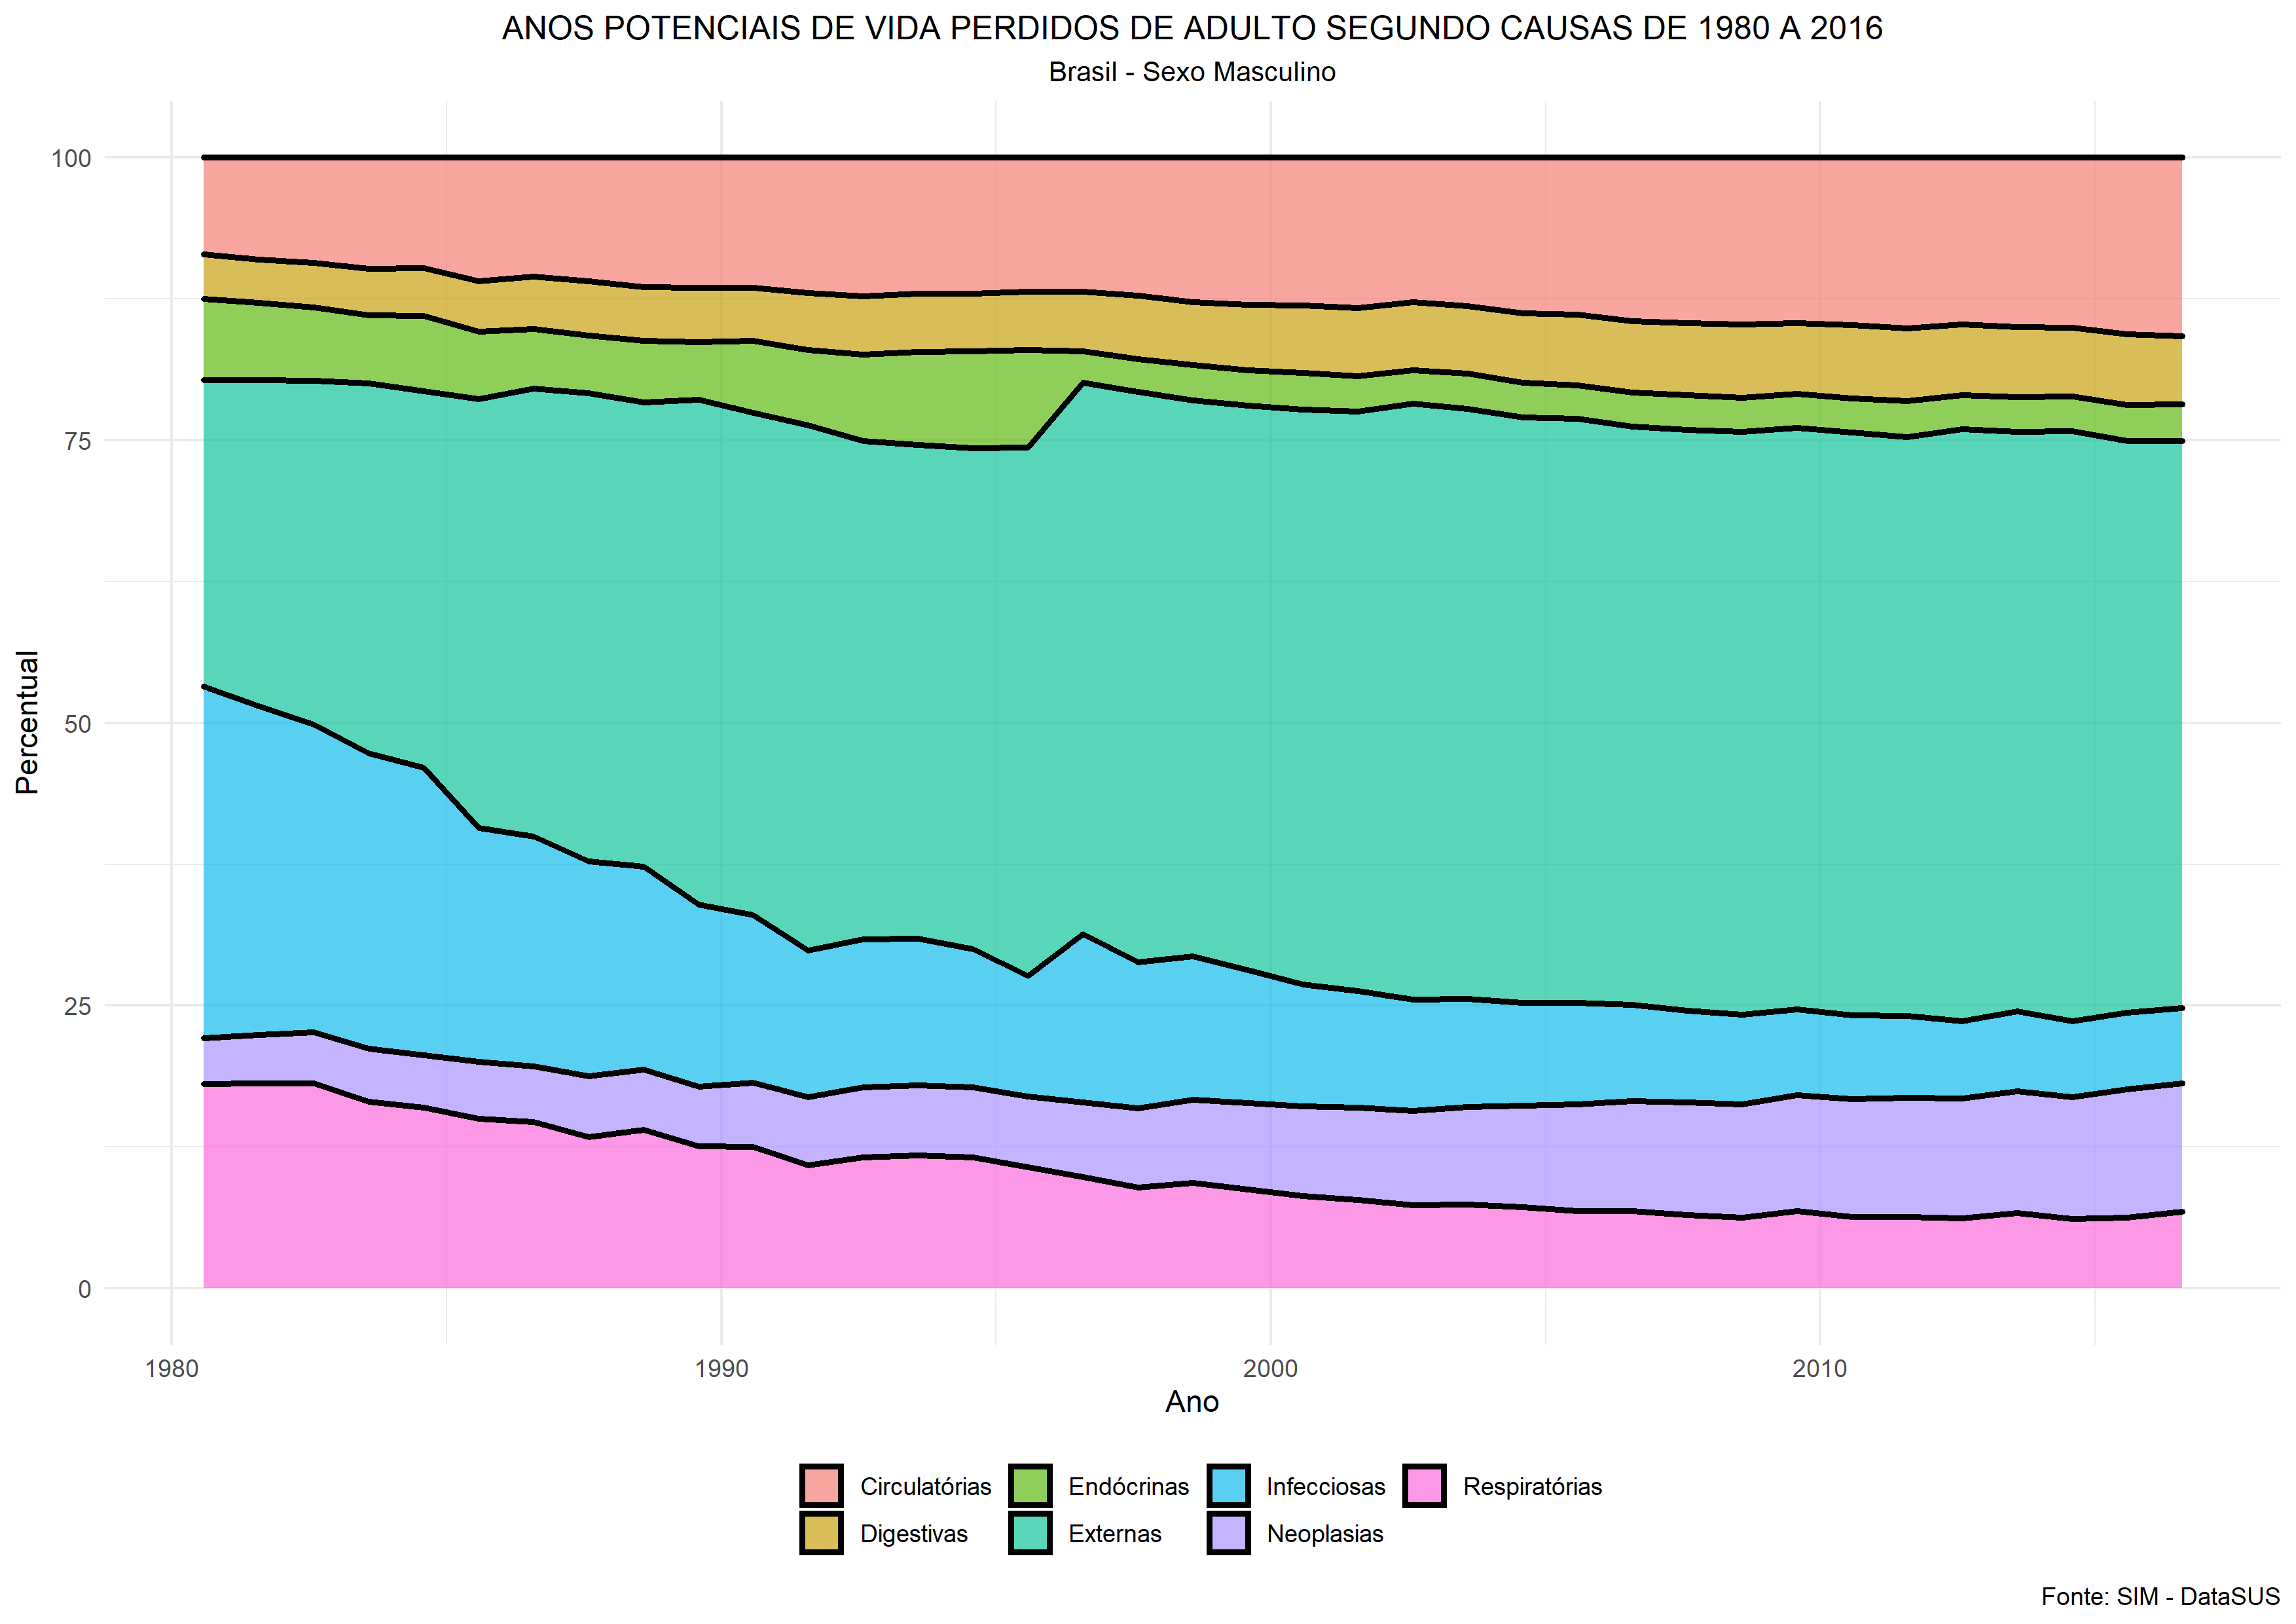 ANOS POTENCIAIS DE VIDA PERDIDOS DE ADULTO SEGUNDO CAUSAS DE 1980 A 2016
Brasil - Sexo Masculino
Percentual
100
75
50
25
0
1980 1990 2000 2010
Ano
Circulatórias Endócrinas Infecciosas Respiratórias
Digestivas Externas Neoplasias
Fonte: SIM - DataSUS